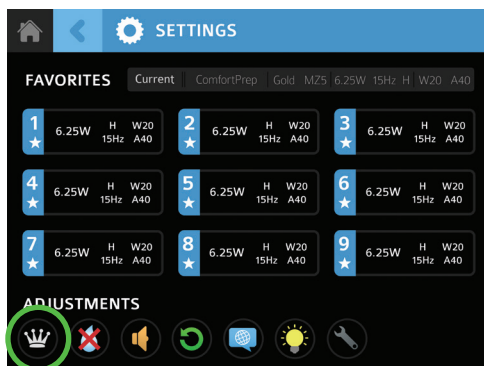 SETTINGS
FAVORITES Current ComfortPrep Gold MZ5 6.25W 15Hz H W20 A40
1 6.25W H W20 15Hz A40
2 6.25W H W20 15Hz A40
3 6.25W H W20 15Hz A40
4 6.25W H W20 15Hz A40
5 6.25W H W20 15Hz A40
6 6.25W H W20 15Hz A40
7 6.25W H W20 15Hz A40
8 6.25W H W20 15Hz A40
9 6.25W H W20 15Hz A40
ADJUSTMENTS